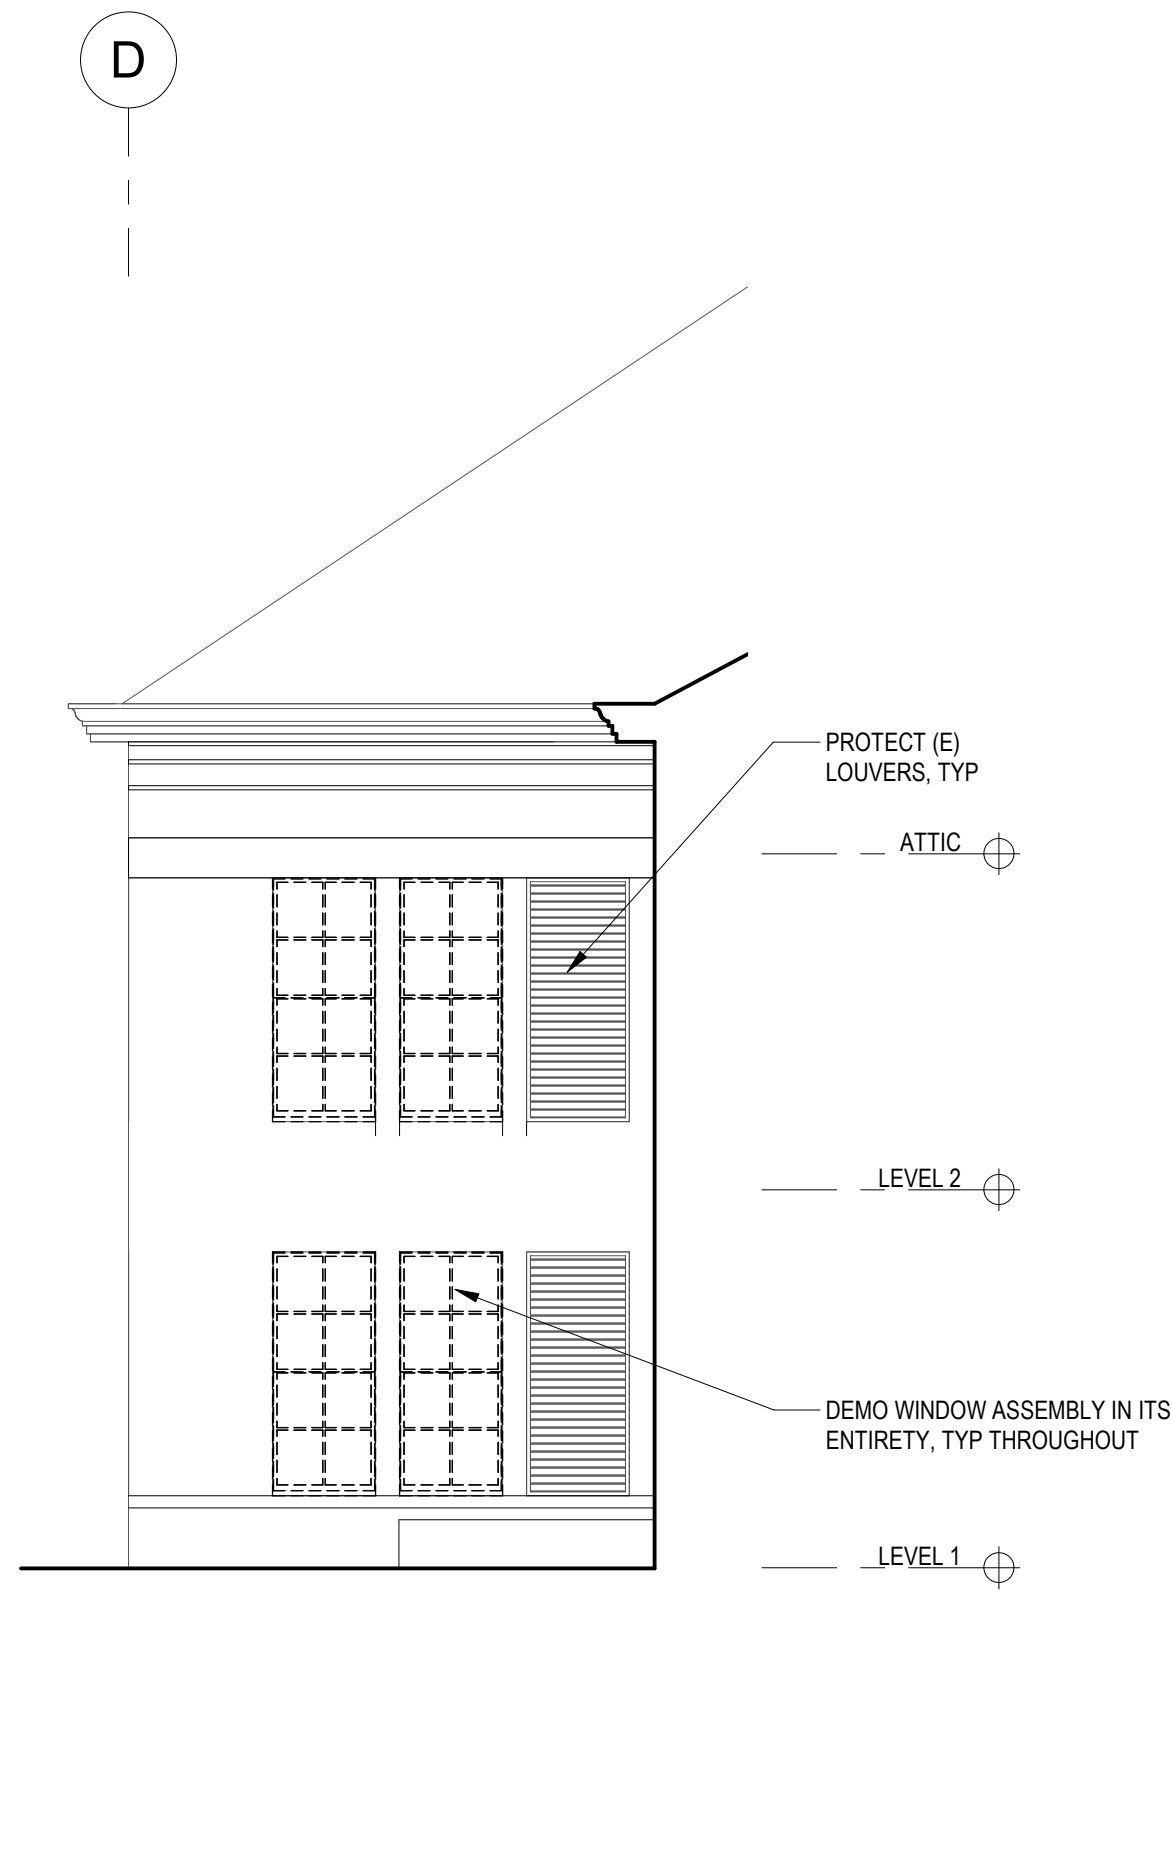 D
PROTECT (E)
LOUVERS, TYP
ATTIC
LEVEL 2
DEMO WINDOW ASSEMBLY IN ITS
ENTIRETY, TYP THROUGHOUT
LEVEL 1